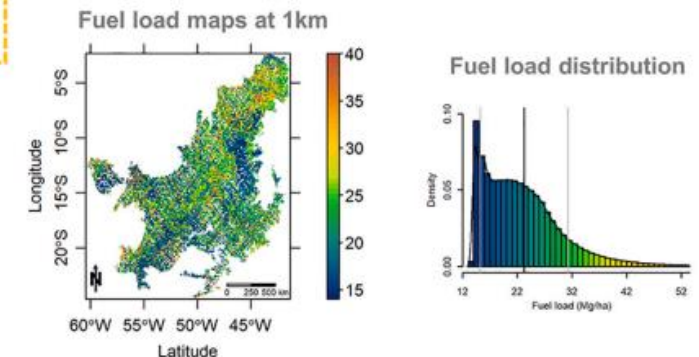 Fuel load maps at 1km
Longitude
5°S
10°S
15°S
20°S
N
0 250 500 km
60°W 55°W 50°W 45°W
Latitude
40
35
30
25
20
15
Fuel load distribution
Density
0.10
0.05
0.00
12 22 32 42 52
Fuel load (Mg/ha)